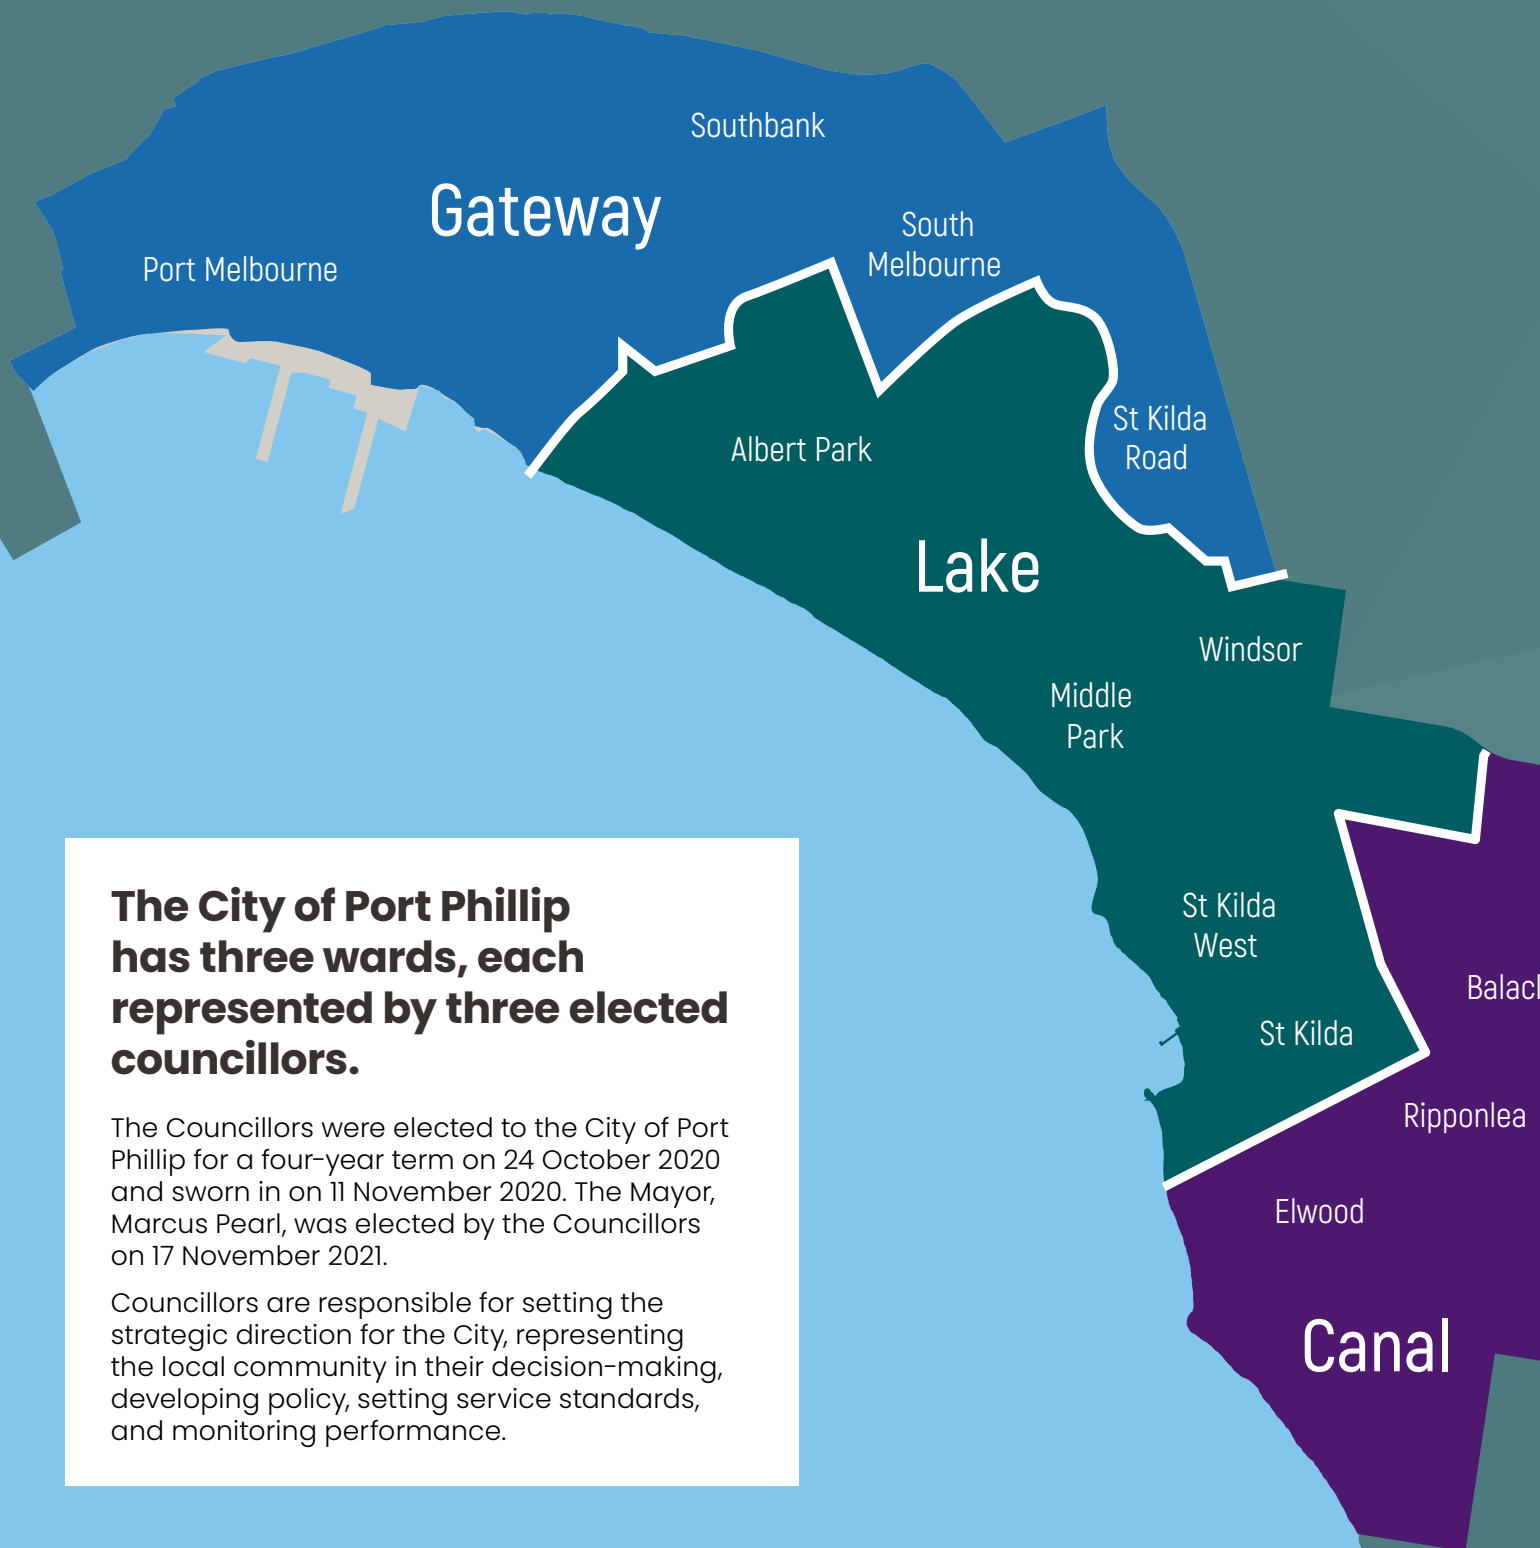 Southbank
Gateway
South
Melbourne
Port Melbourne
St Kilda
Road
Albert Park
Lake
Windsor
Middle
Park
St Kilda
West
Balacl
St Kilda
Ripponlea
Elwood
Canal
The City of Port Phillip
has three wards, each
represented by three elected
councillors.
The Councillors were elected to the City of Port
Phillip for a four-year term on 24 October 2020
and sworn in on 11 November 2020. The Mayor,
Marcus Pearl, was elected by the Councillors
on 17 November 2021.
Councillors are responsible for setting the
strategic direction for the City, representing
the local community in their decision-making,
developing policy, setting service standards,
and monitoring performance.